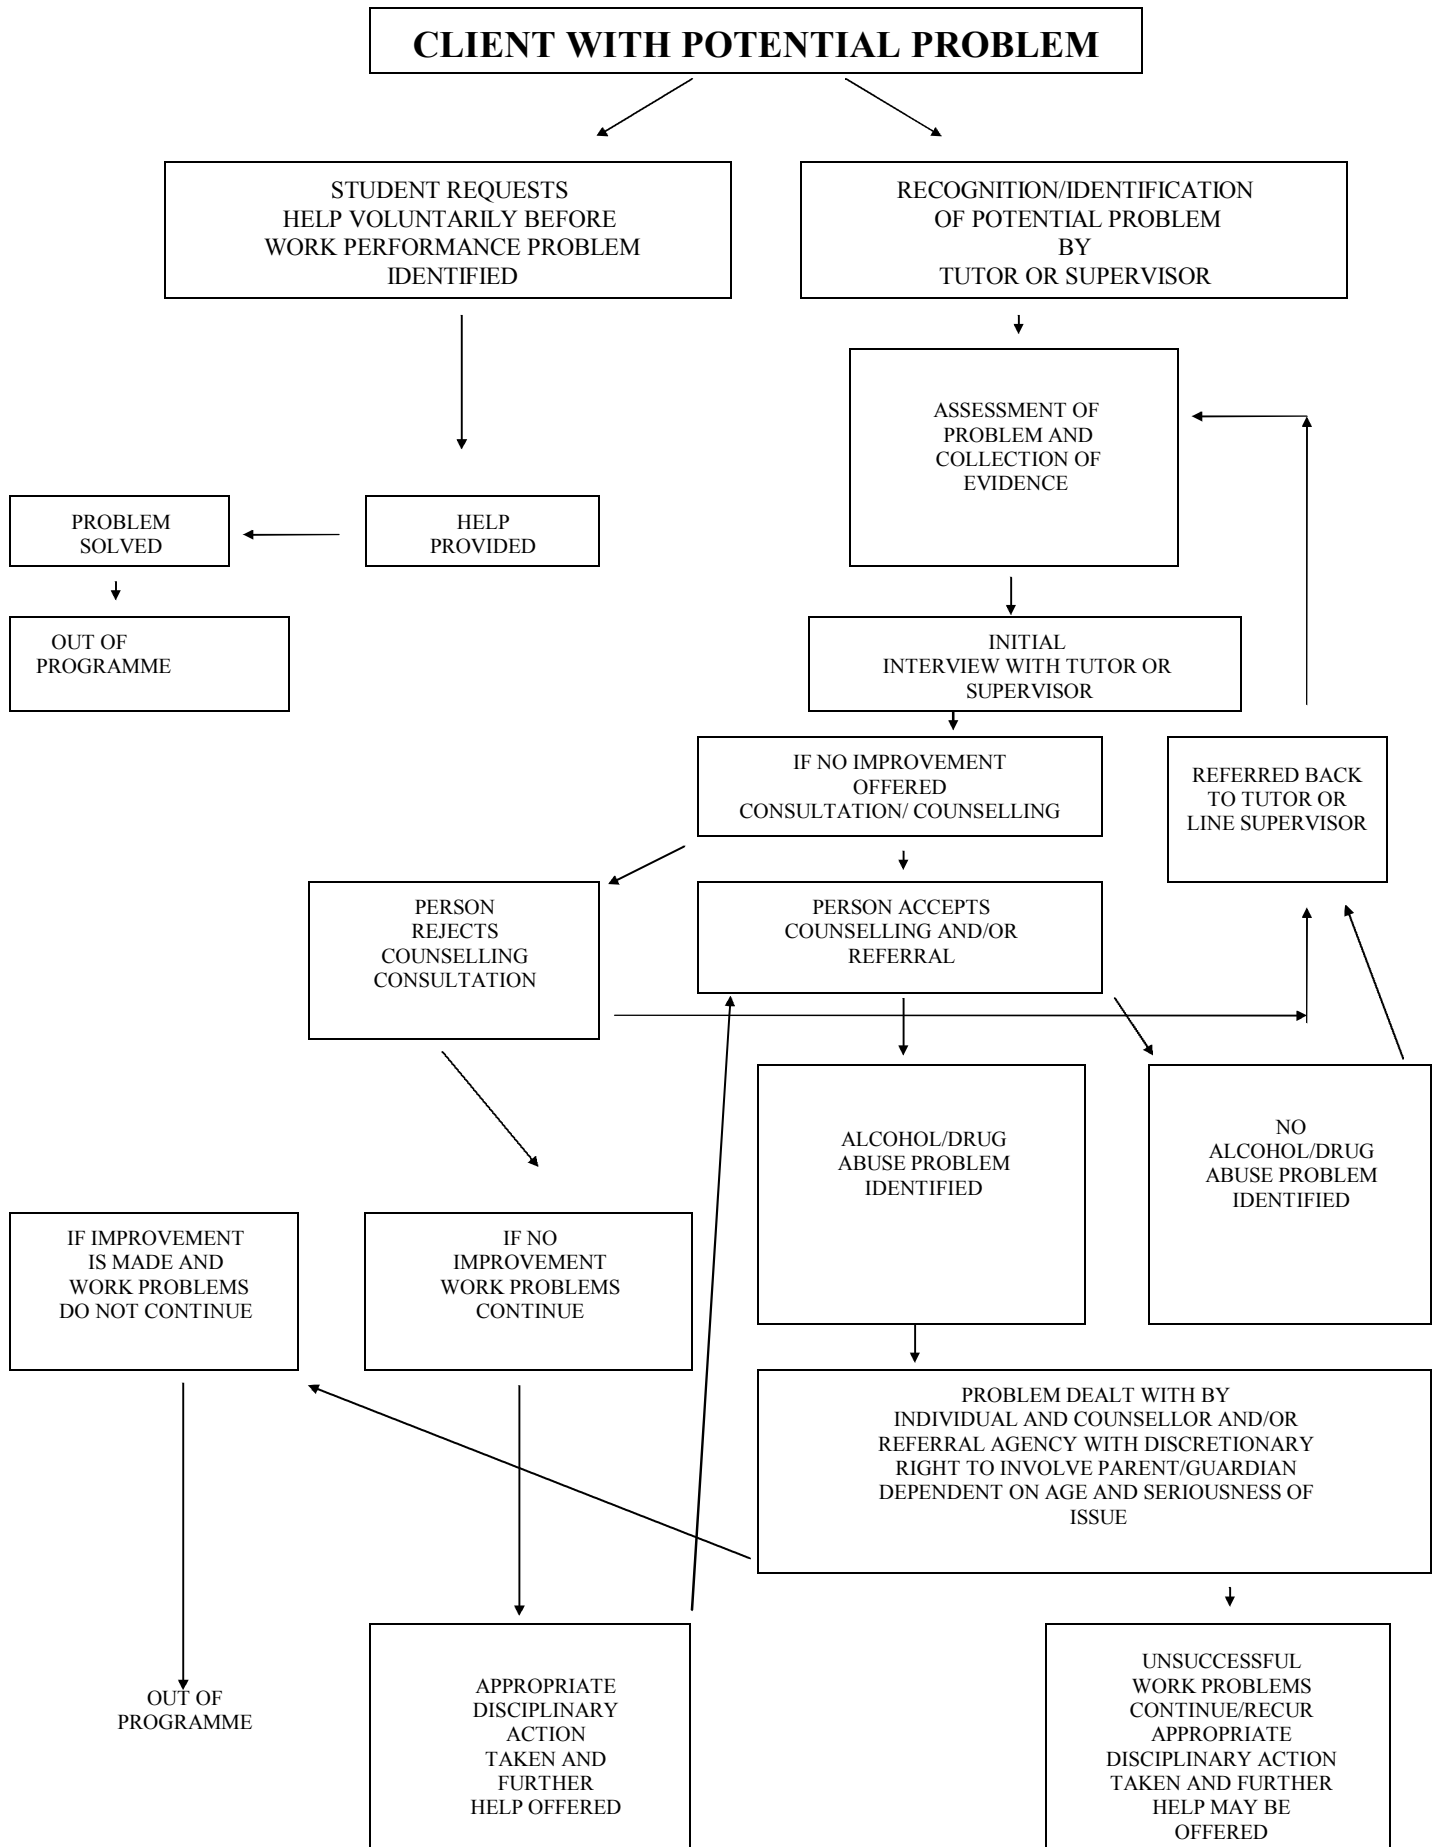 CLIENT WITH POTENTIAL PROBLEM
STUDENT REQUESTS
HELP VOLUNTARILY BEFORE
WORK PERFORMANCE PROBLEM
IDENTIFIED
RECOGNITION/IDENTIFICATION
OF POTENTIAL PROBLEM
BY
TUTOR OR SUPERVISOR
ASSESSMENT OF
PROBLEM AND
COLLECTION OF
EVIDENCE
PROBLEM
SOLVED
HELP
PROVIDED
OUT OF
PROGRAMME
INITIAL
INTERVIEW WITH TUTOR OR
SUPERVISOR
IF NO IMPROVEMENT
OFFERED
CONSULTATION/ COUNSELLING
REFERRED BACK
TO TUTOR OR
LINE SUPERVISOR
PERSON
REJECTS
COUNSELLING
CONSULTATION
PERSON ACCEPTS
COUNSELLING AND/OR
REFERRAL
ALCOHOL/DRUG
ABUSE PROBLEM
IDENTIFIED
NO
ALCOHOL/DRUG
ABUSE PROBLEM
IDENTIFIED
IF IMPROVEMENT
IS MADE AND
WORK PROBLEMS
DO NOT CONTINUE
IF NO
IMPROVEMENT
WORK PROBLEMS
CONTINUE
PROBLEM DEALT WITH BY
INDIVIDUAL AND COUNSELLOR AND/OR
REFERRAL AGENCY WITH DISCRETIONARY
RIGHT TO INVOLVE PARENT/GUARDIAN
DEPENDENT ON AGE AND SERIOUSNESS OF
ISSUE
OUT OF
PROGRAMME
APPROPRIATE
DISCIPLINARY
ACTION
TAKEN AND
FURTHER
HELP OFFERED
UNSUCCESSFUL
WORK PROBLEMS
CONTINUE/RECUR
APPROPRIATE
DISCIPLINARY ACTION
TAKEN AND FURTHER
HELP MAY BE
OFFERED